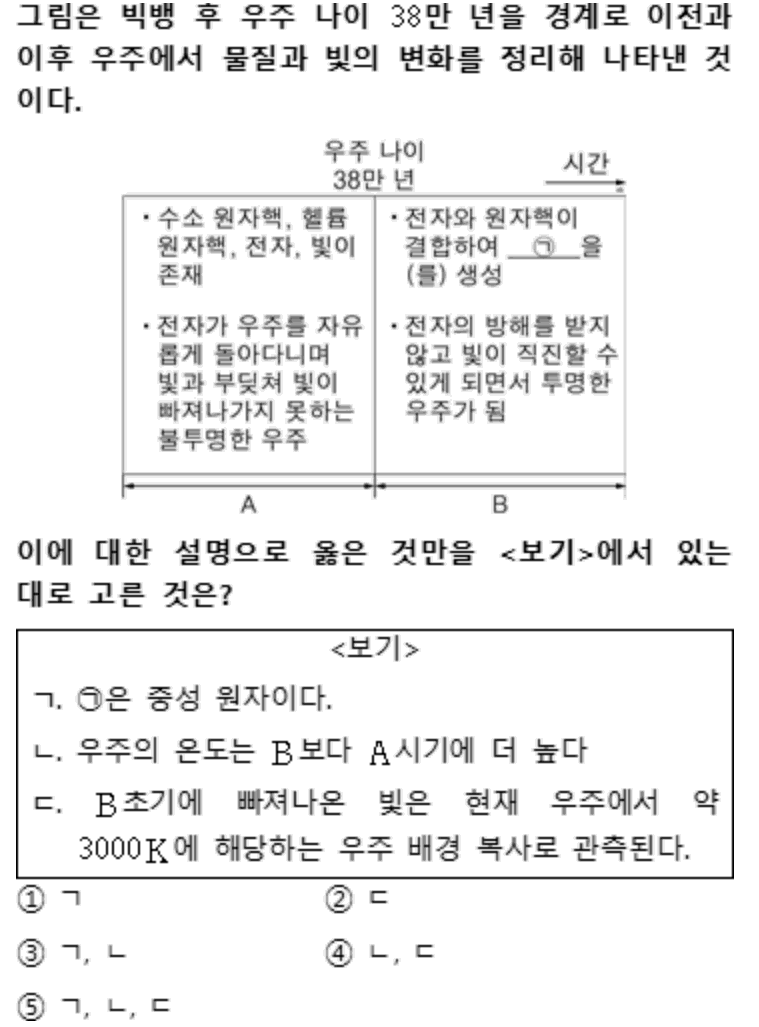 그림은 빅뱅 후 우주 나이 38만 년을 경계로 이전과
이후 우주에서 물질과 빛의 변화를 정리해 나타낸 것
이다.
우주 나이
38만 년
시간
· 수소 원자핵, 헬륨
원자핵, 전자, 빛이
존재
· 전자가 우주를 자유
롭게 돌아다니며
빛과 부딪쳐 빛이
빠져나가지 못하는
불투명한 우주
· 전자와 원자핵이
결합하여 __㉠__을
(를) 생성
· 전자의 방해를 받지
않고 빛이 직진할 수
있게 되면서 투명한
우주가 됨
A
B
이에 대한 설명으로 옳은 것만을 <보기>에서 있는
대로 고른 것은?
<보기>
ㄱ. ㉠은 중성 원자이다.
ㄴ. 우주의 온도는 B보다 A시기에 더 높다
ㄷ. B초기에 빠져나온 빛은 현재 우주에서 약
3000K에 해당하는 우주 배경 복사로 관측된다.
① ㄱ ② ㄷ
③ ㄱ, ㄴ ④ ㄴ, ㄷ
⑤ ㄱ, ㄴ, ㄷ